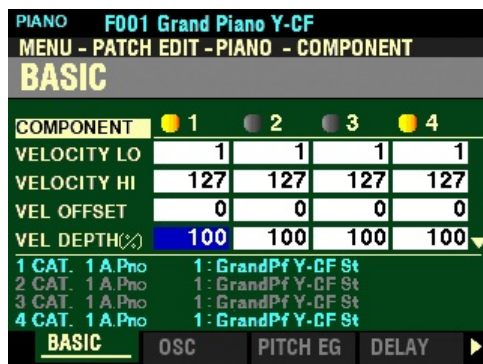 PIANO F001 Grand Piano Y-CF
MENU - PATCH EDIT - PIANO - COMPONENT
BASIC
COMPONENT 1 2 3 4
VELOCITY LO 1 1 1 1
VELOCITY HI 127 127 127 127
VEL OFFSET 0 0 0 0
VEL DEPTH(%) 100 100 100 100
1 CAT. 1 A.Pno 1 : GrandPf Y-CF St
2 CAT. 1 A.Pno 1 : GrandPf Y-CF St
3 CAT. 1 A.Pno 1 : GrandPf Y-CF St
4 CAT. 1 A.Pno 1 : GrandPf Y-CF St
BASIC OSC PITCH EG DELAY